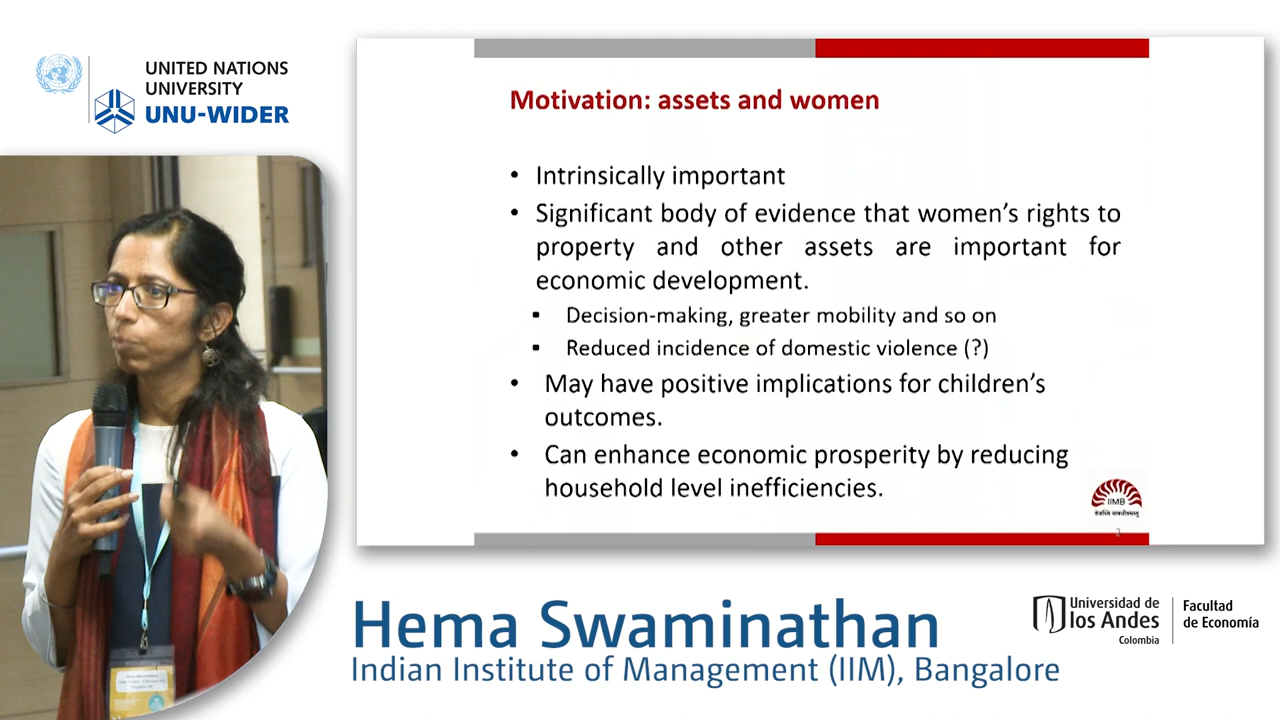 UNITED NATIONS
UNIVERSITY
UNU-WIDER
Motivation: assets and women
• Intrinsically important
• Significant body of evidence that women's rights to
property and other assets are important for
economic development.
▪ Decision-making, greater mobility and so on
▪ Reduced incidence of domestic violence (?)
• May have positive implications for children's
outcomes.
• Can enhance economic prosperity by reducing
household level inefficiencies.
IIMB
2
Hema Swaminathan
Indian Institute of Management (IIM), Bangalore
Universidad de
los Andes
Colombia
Facultad
de Economía